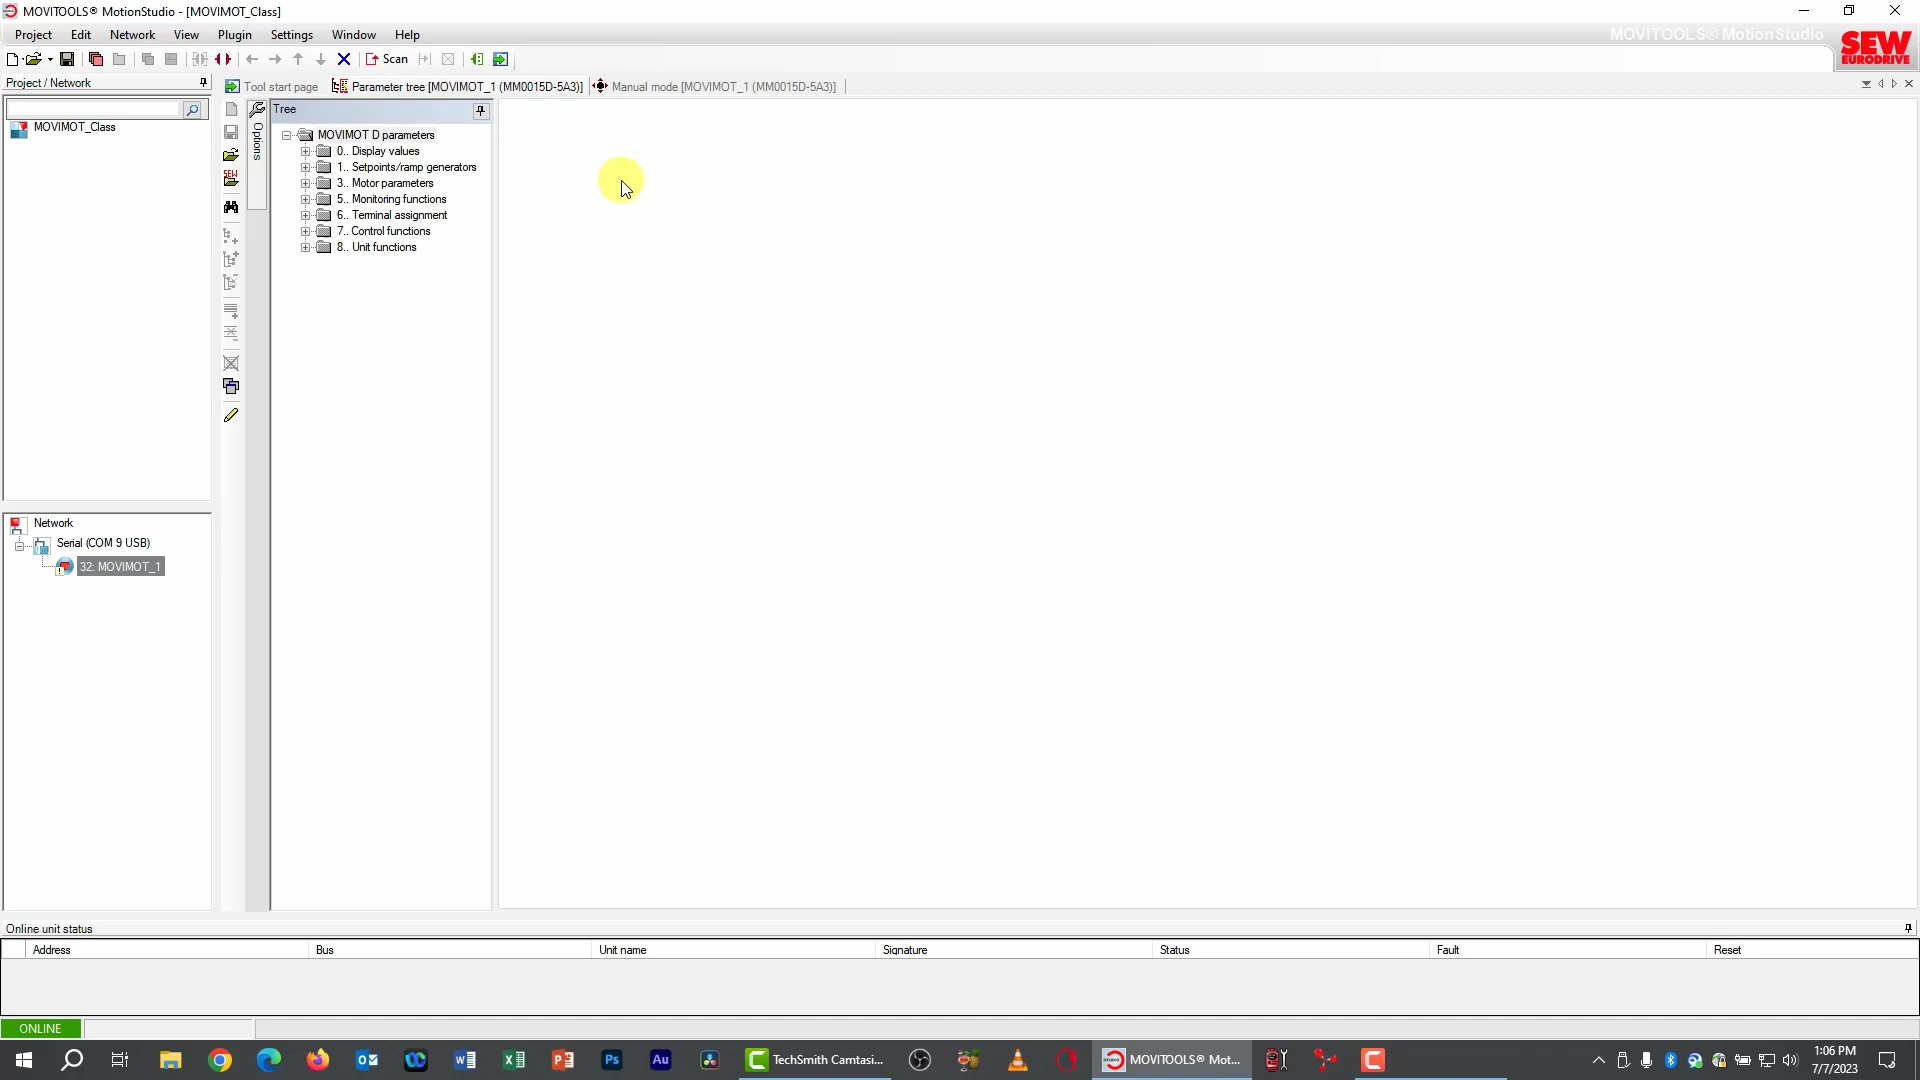 MOVITOOLS® MotionStudio - [MOVIMOT_Class]
Project Edit Network View Plugin Settings Window Help
MOVITOOLS® MotionStudio
SEW
EURODRIVE
Scan
Project / Network
Tool start page
Parameter tree [MOVIMOT_1 (MM0015D-5A3)]
Manual mode [MOVIMOT_1 (MM0015D-5A3)]
MOVIMOT_Class
Options
SEW
Tree
MOVIMOT D parameters
0.. Display values
1.. Setpoints/ramp generators
3.. Motor parameters
5.. Monitoring functions
6.. Terminal assignment
7.. Control functions
8.. Unit functions
Network
Serial (COM 9 USB)
32: MOVIMOT_1
Online unit status
Address Bus Unit name Signature Status Fault Reset
ONLINE
TechSmith Camtasi...
MOVITOOLS® Mot...
Ps
Au
1:06 PM
7/7/2023